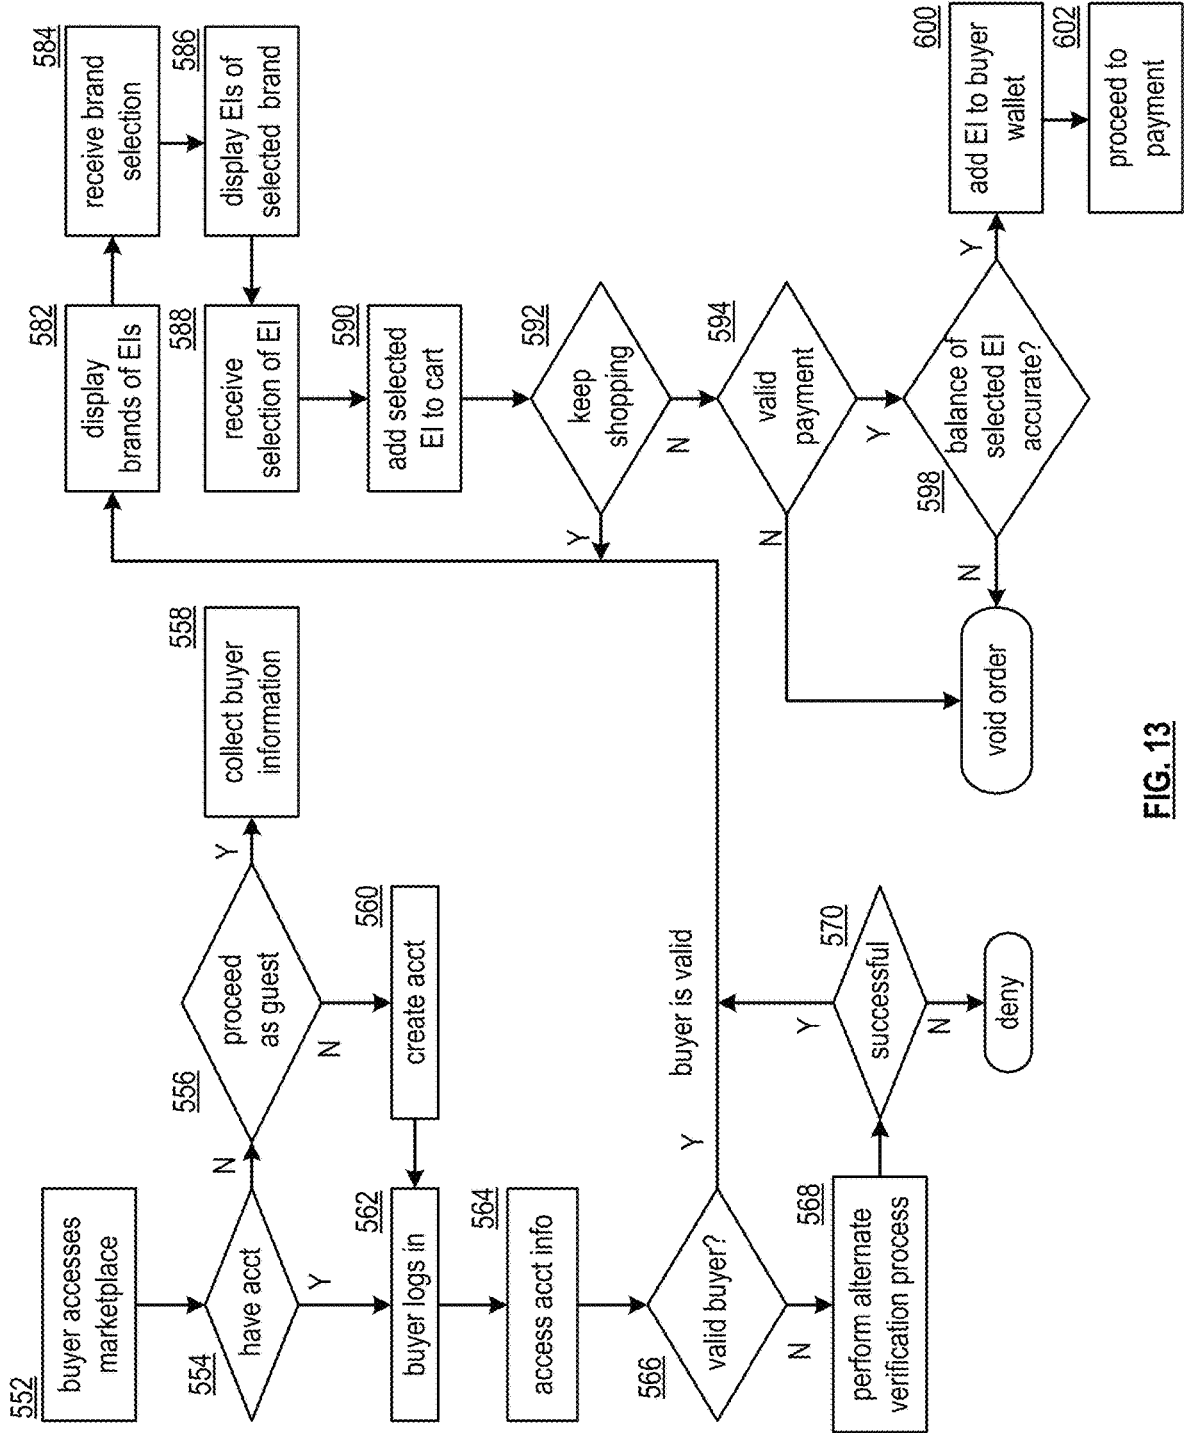 552
buyer accesses
marketplace
554
have acct
N
Y
556
proceed
as guest
Y
N
558
collect buyer
information
560
create acct
562
buyer logs in
564
access acct info
566
valid buyer?
Y
buyer is valid
N
568
perform alternate
verification process
570
successful
Y
N
deny
582
display
brands of EIs
584
receive brand
selection
586
display EIs of
selected brand
588
receive
selection of EI
590
add selected
EI to cart
592
keep
shopping
Y
N
594
valid
payment
N
Y
598
balance of
selected EI
accurate?
N
Y
void order
600
add EI to buyer
wallet
602
proceed to
payment
FIG. 13